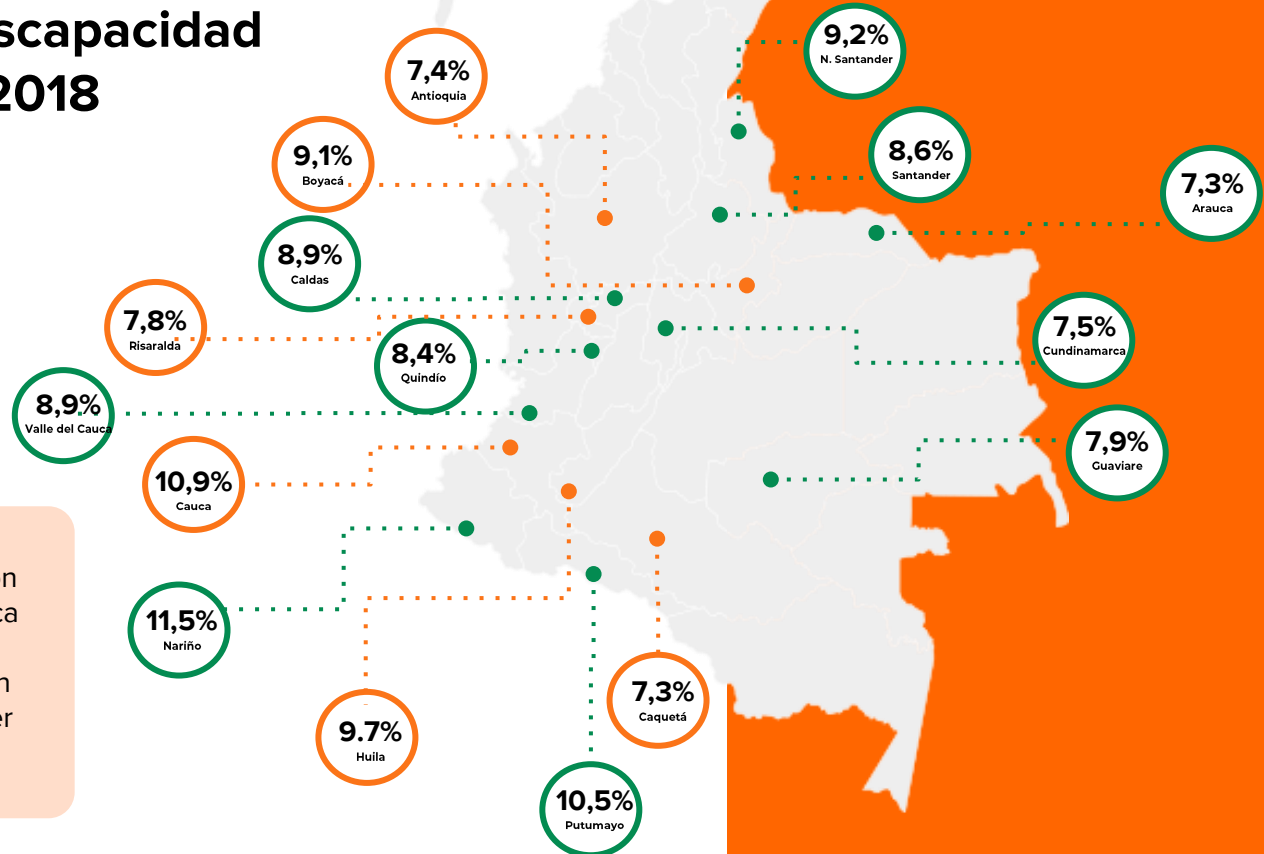 2018
9,2%
N. Santander
7,4%
Antioquia
8,6%
Santander
9,1%
Boyacá
7,3%
Arauca
8,9%
Caldas
7,8%
Risaralda
7,5%
Cundinamarca
8,4%
Quindío
8,9%
Valle del Cauca
7,9%
Guaviare
10,9%
Cauca
11,5%
Nariño
7,3%
Caquetá
9.7%
Huila
10,5%
Putumayo